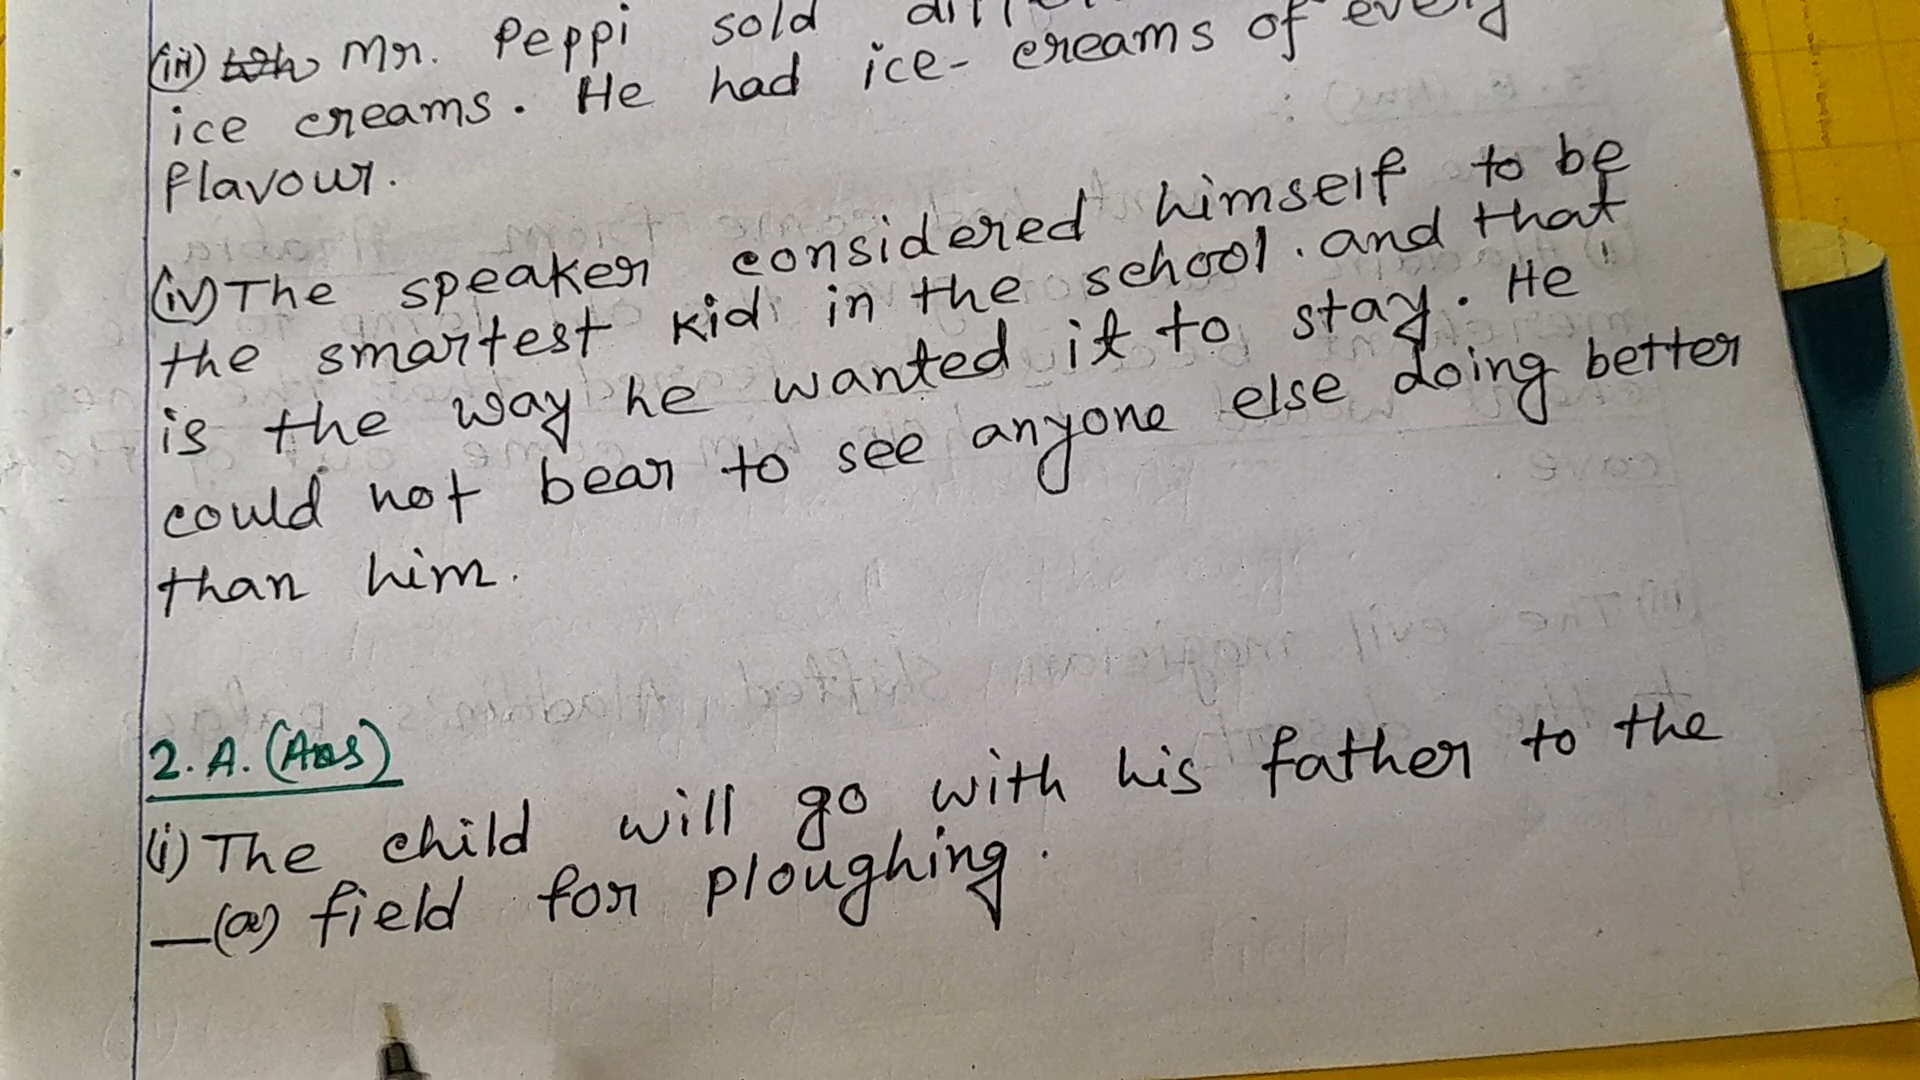 (iii) Mr. Peppi sold
ice creams. He had ice- creams of every
flavour.
(iv) The speaker considered himself to be
the smartest kid in the school. and that
is the way he wanted it to stay. He
could not bear to see anyone else doing better
than him.
2. A. (Ans)
(i) The child will go with his father to the
_(a) field for ploughing.